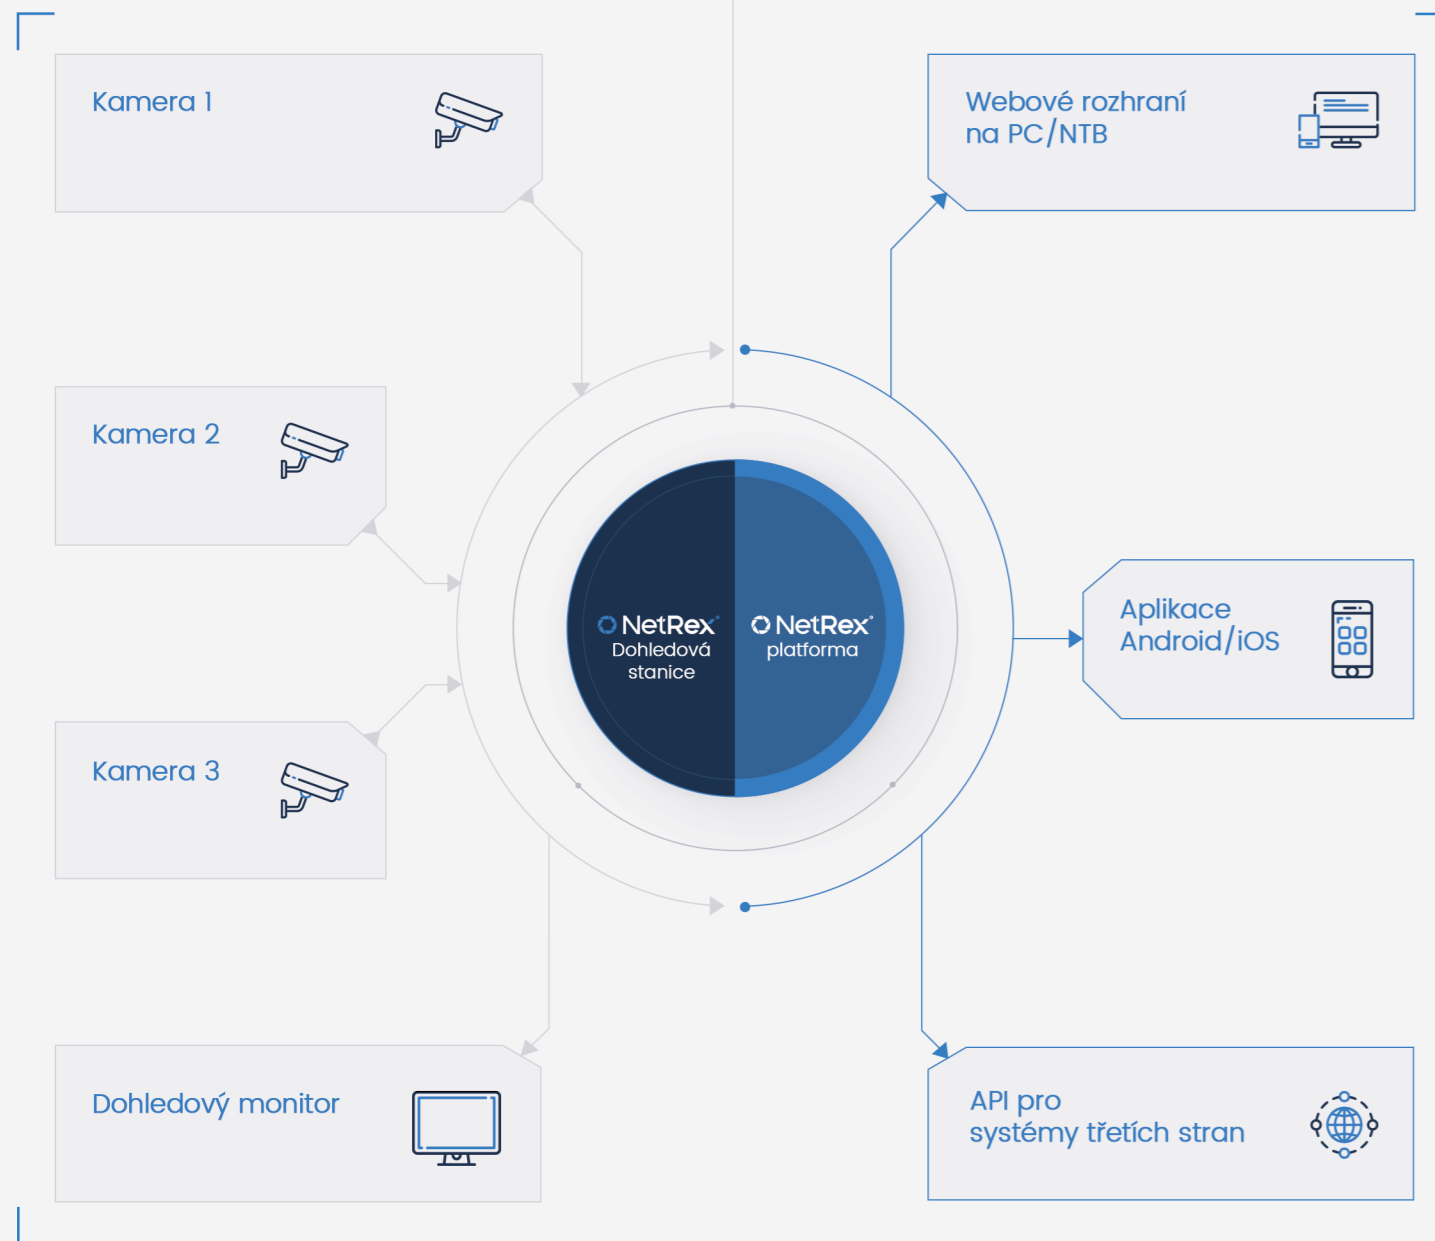 Kamera 1
Webové rozhraní
na PC/NTB
Kamera 2
Kamera 3
NetRex
Dohledová
stanice
NetRex
platforma
Aplikace
Android/iOS
Dohledový monitor
API pro
systémy třetích stran